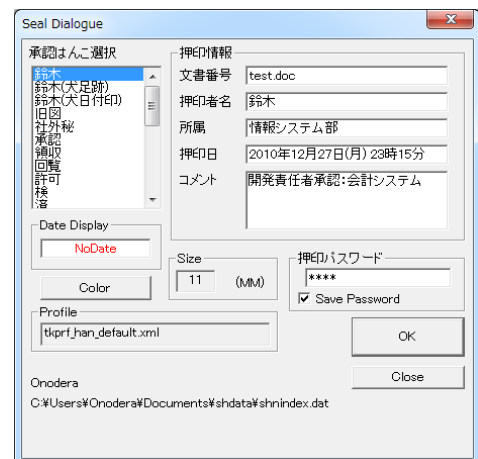 Seal Dialogue
承認はんこ選択
鈴木
鈴木(犬足跡)
鈴木(犬日付印)
旧図
社外秘
承認
領収
回覧
許可
検
済
押印情報
文書番号
test.doc
押印者名
鈴木
所属
情報システム部
押印日
2010年12月27日(月) 23時15分
コメント
開発責任者承認:会計システム
Date Display
NoDate
Color
Size
11
(MM)
押印パスワード
****
Save Password
Profile
tkprf_han_default.xml
OK
Close
Onodera
C:¥Users¥Onodera¥Documents¥shdata¥shnindex.dat